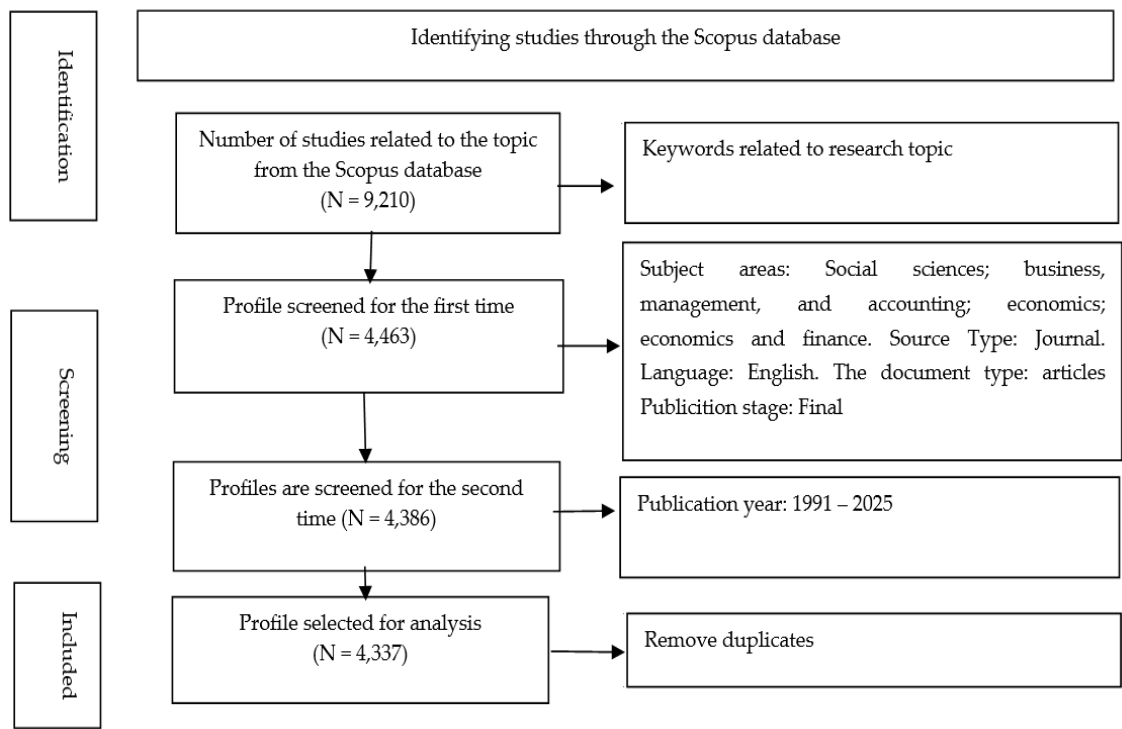 Identification
Identifying studies through the Scopus database
Number of studies related to the topic
from the Scopus database
(N = 9,210)
Keywords related to research topic
Screening
Profile screened for the first time
(N = 4,463)
Subject areas: Social sciences; business,
management, and accounting; economics;
economics and finance. Source Type: Journal.
Language: English. The document type: articles
Publicition stage: Final
Profiles are screened for the second
time (N = 4,386)
Publication year: 1991 – 2025
Included
Profile selected for analysis
(N = 4,337)
Remove duplicates